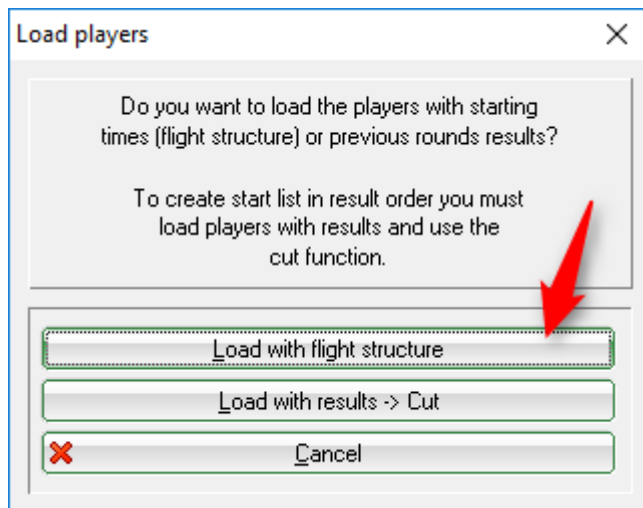 Load players
Do you want to load the players with starting
times (flight structure) or previous rounds results?
To create start list in result order you must
load players with results and use the
cut function.
Load with flight structure
Load with results -> Cut
Cancel